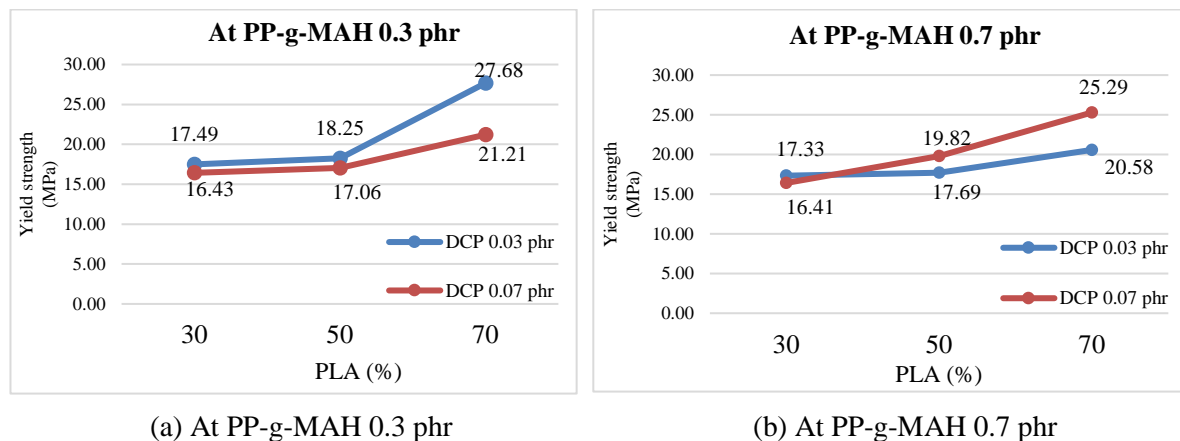 At PP-g-MAH 0.3 phr
30.00
25.00
20.00
15.00
10.00
5.00
0.00
Yield strength
(MPa)
17.49
18.25
27.68
16.43
17.06
21.21
DCP 0.03 phr
DCP 0.07 phr
30 50 70
PLA (%)
At PP-g-MAH 0.7 phr
30.00
25.00
20.00
15.00
10.00
5.00
0.00
Yield strength
(MPa)
17.33
19.82
25.29
16.41
17.69
20.58
DCP 0.03 phr
DCP 0.07 phr
30 50 70
PLA (%)
(a) At PP-g-MAH 0.3 phr
(b) At PP-g-MAH 0.7 phr